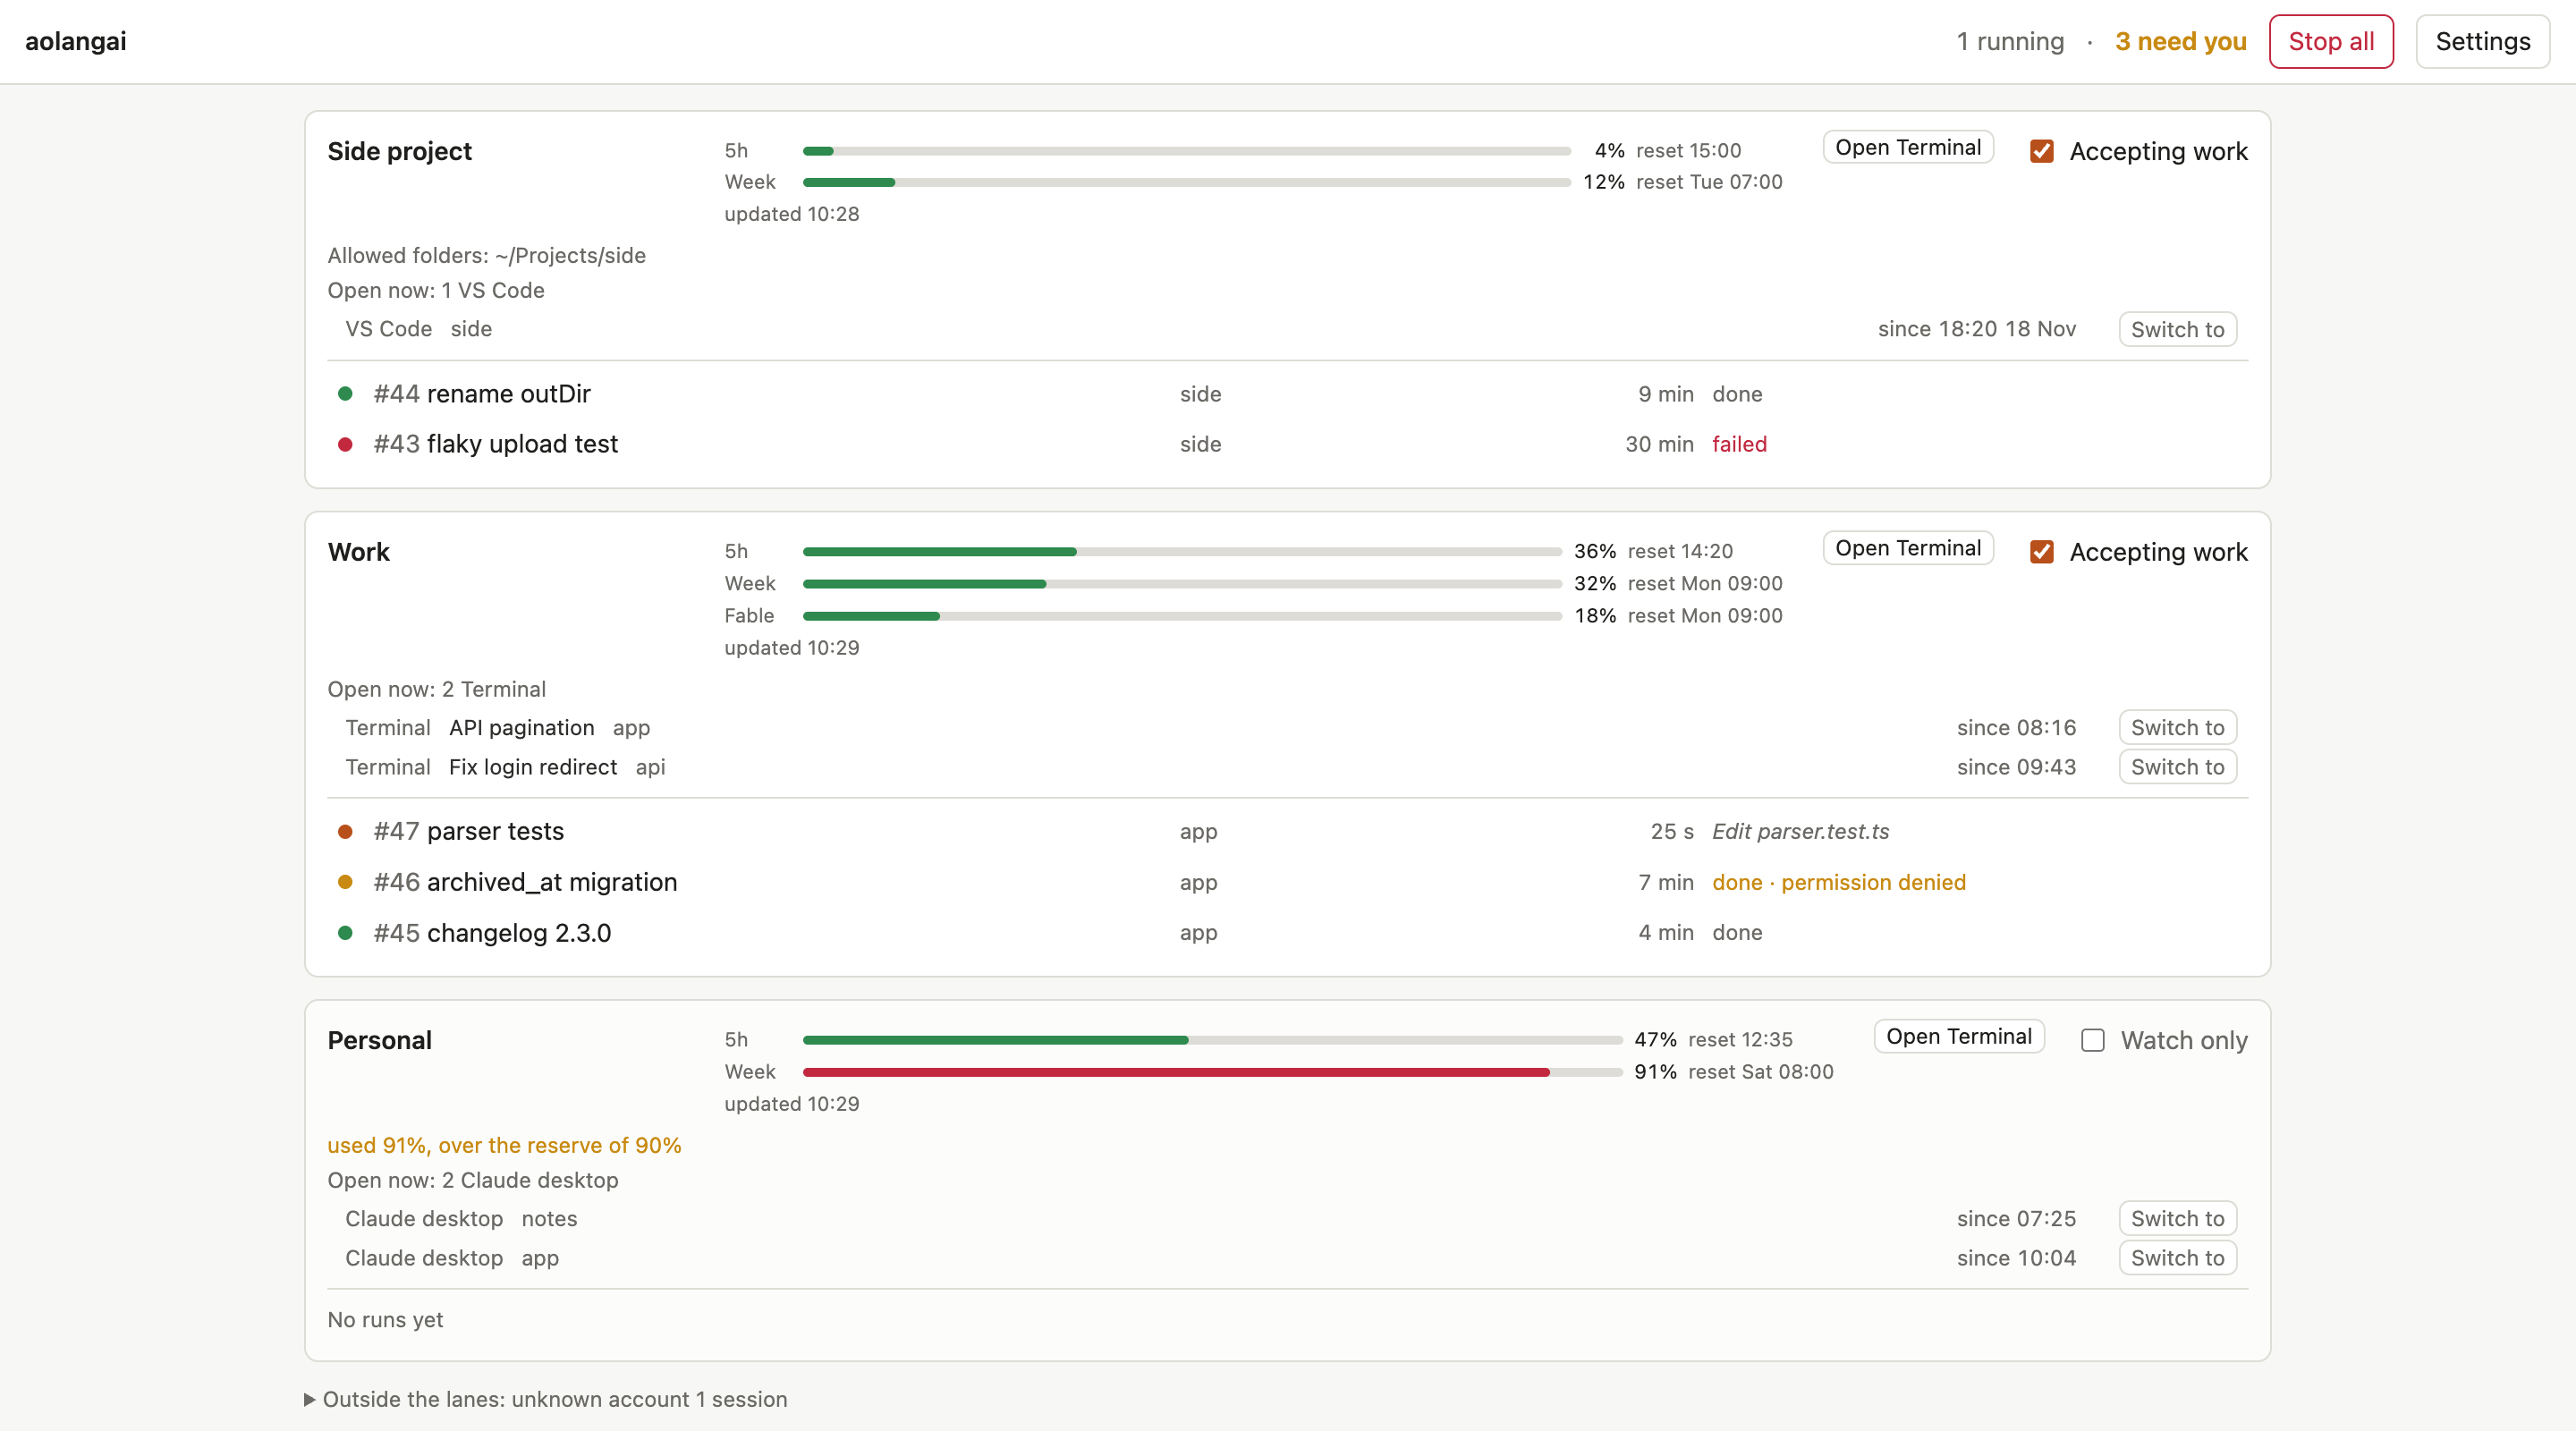 aolangai 1 running · 3 need you Stop all Settings
Side project 5h 4% reset 15:00 Open Terminal Accepting work
Week 12% reset Tue 07:00
updated 10:28
Allowed folders: ~/Projects/side
Open now: 1 VS Code
VS Code side since 18:20 18 Nov Switch to
#44 rename outDir side 9 min done
#43 flaky upload test side 30 min failed
Work 5h 36% reset 14:20 Open Terminal Accepting work
Week 32% reset Mon 09:00
Fable 18% reset Mon 09:00
updated 10:29
Open now: 2 Terminal
Terminal API pagination app since 08:16 Switch to
Terminal Fix login redirect api since 09:43 Switch to
#47 parser tests app 25 s Edit parser.test.ts
#46 archived_at migration app 7 min done · permission denied
#45 changelog 2.3.0 app 4 min done
Personal 5h 47% reset 12:35 Open Terminal Watch only
Week 91% reset Sat 08:00
updated 10:29
used 91%, over the reserve of 90%
Open now: 2 Claude desktop
Claude desktop notes since 07:25 Switch to
Claude desktop app since 10:04 Switch to
No runs yet
Outside the lanes: unknown account 1 session